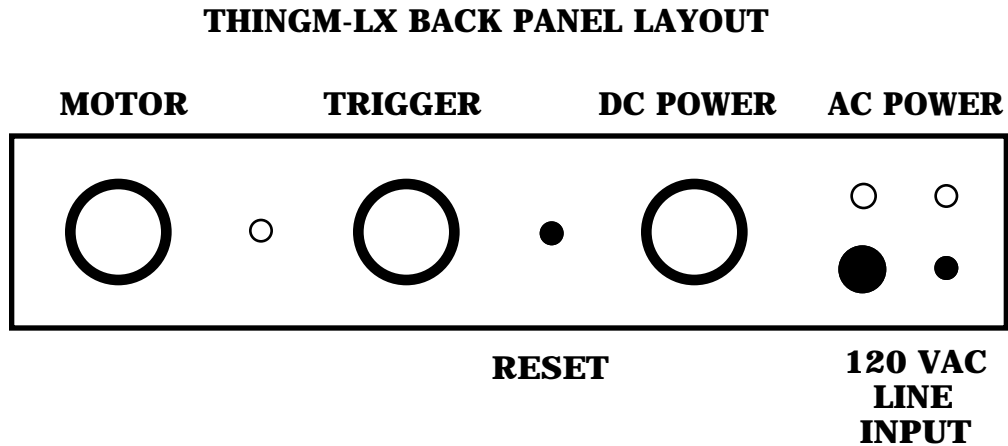 THINGM-LX BACK PANEL LAYOUT
MOTOR TRIGGER DC POWER AC POWER
RESET
120 VAC
LINE
INPUT